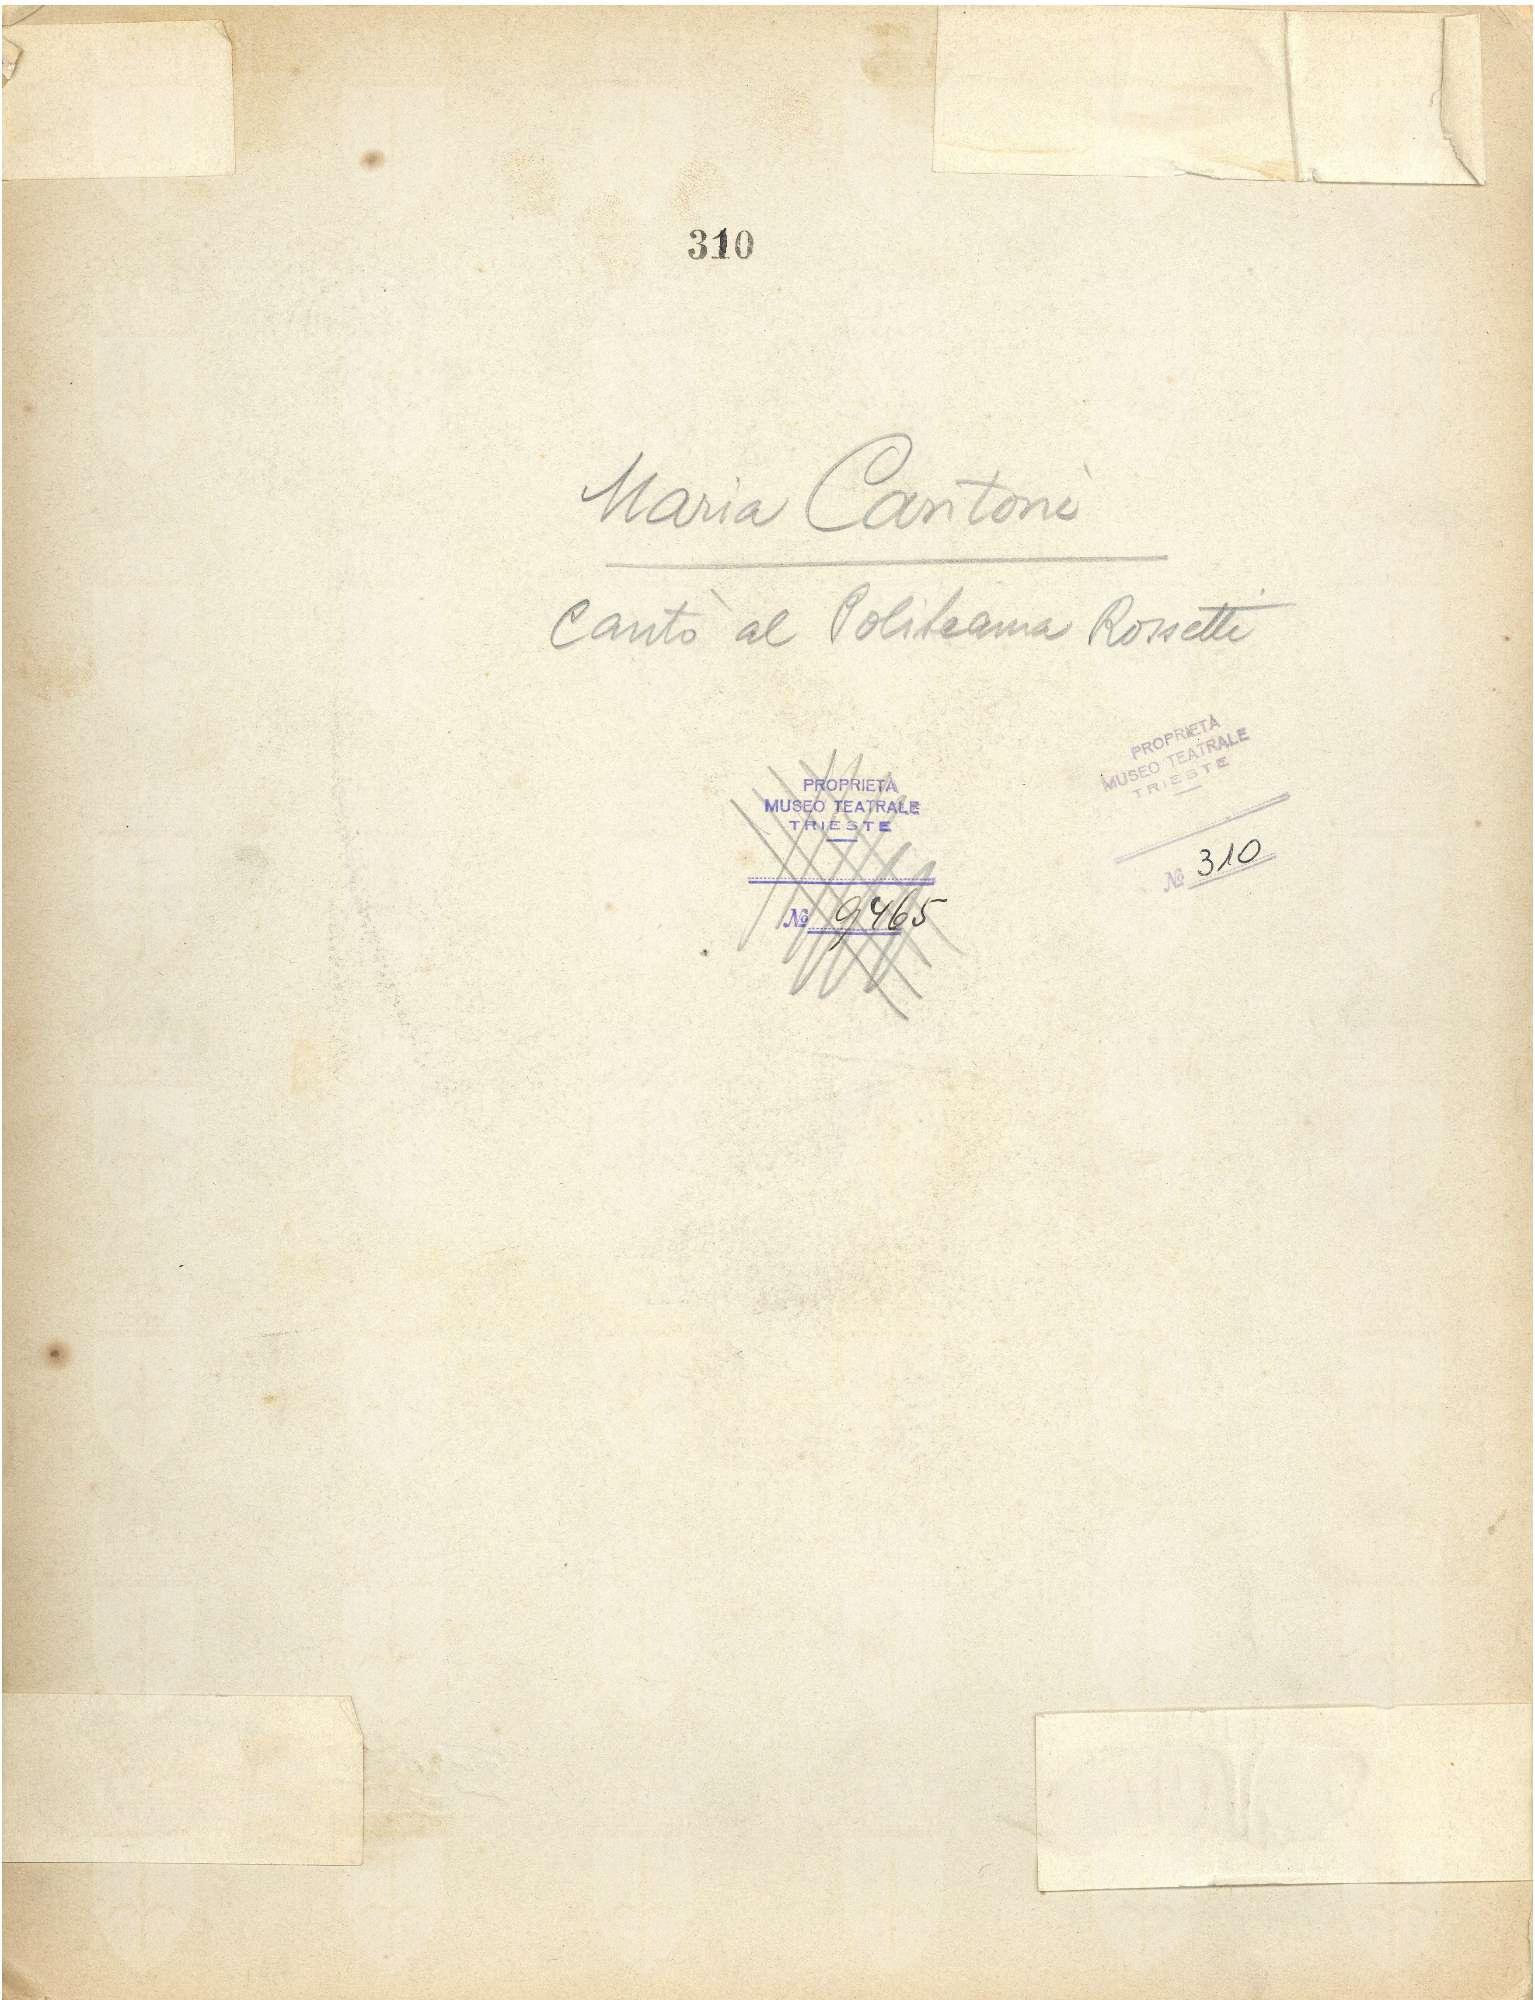 310
Maria Cantoni
Cantò al Politeama Rossetti
PROPRIETÀ
MUSEO TEATRALE
TRIESTE
№ 9465
PROPRIETÀ
MUSEO TEATRALE
TRIESTE
№ 310